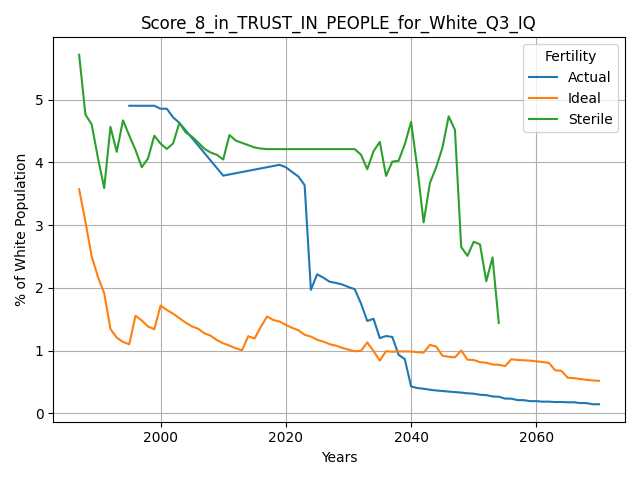 Score_8_in_TRUST_IN_PEOPLE_for_White_Q3_IQ
Fertility
Actual
Ideal
Sterile
% of White Population
5
4
3
2
1
0
2000 2020 2040 2060
Years